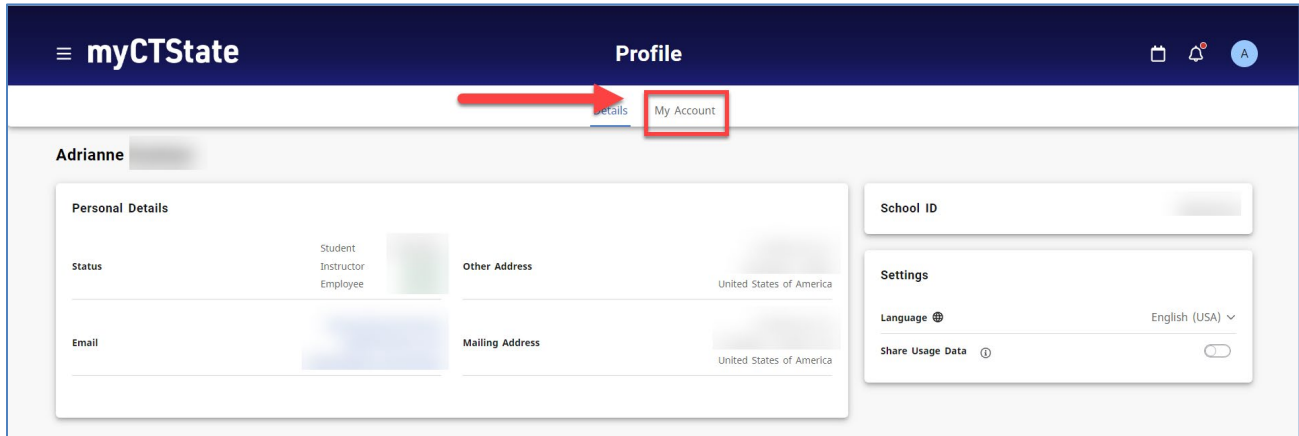 myCTState
Profile
A
Details
My Account
Adrianne
Personal Details
Status
Student
Instructor
Employee
Other Address
United States of America
Email
Mailing Address
United States of America
School ID
Settings
Language
English (USA)
Share Usage Data